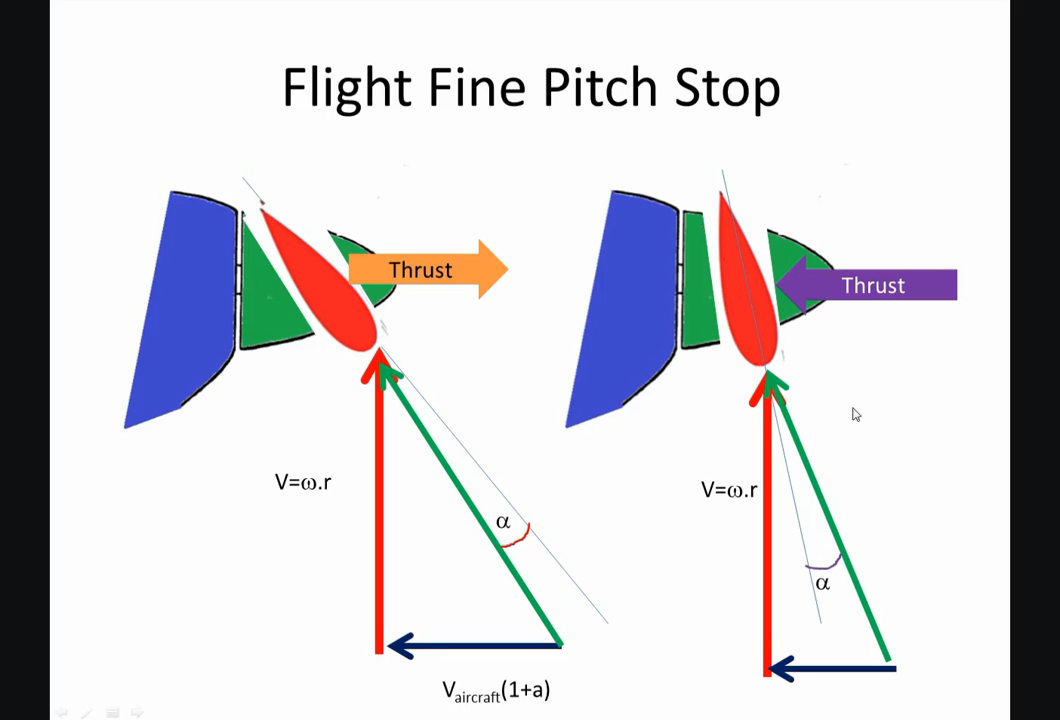 Flight Fine Pitch Stop
Thrust
Thrust
V=ω.r
V=ω.r
α
α
Vaircraft(1+a)